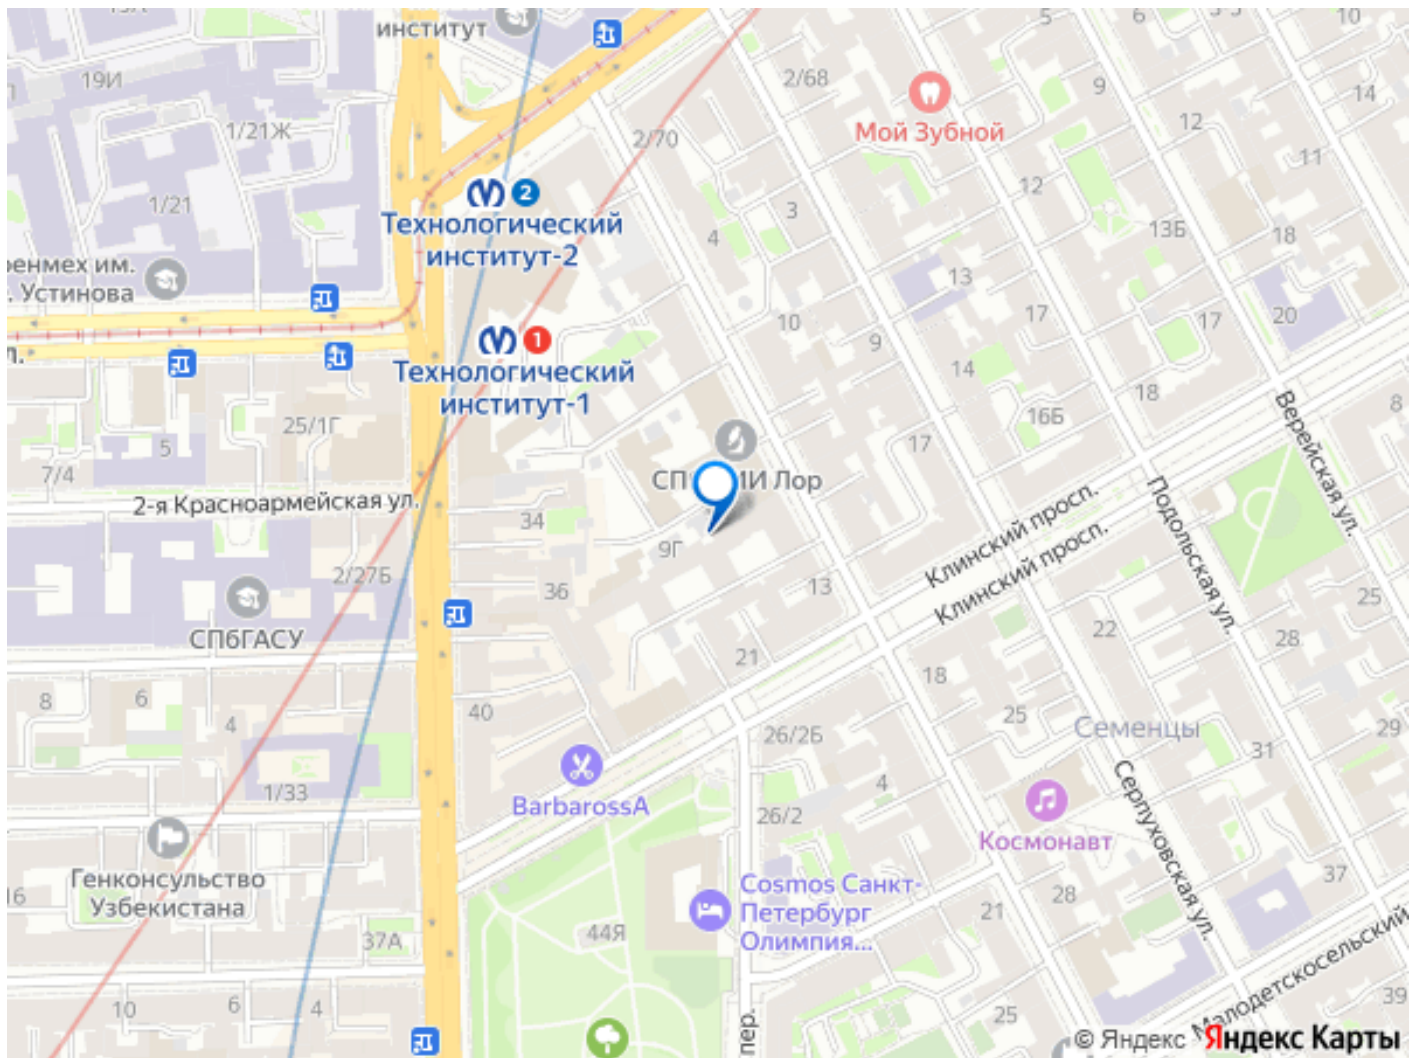 институт
19И
2/68
5
6
10
9
14
Мой Зубной
1/21Ж
2/70
12
11
12
1/21
2
Технологический
институт-2
3
4
13Б
18
енмех им.
. Устинова
13
17
20
17
10
1
9
л.
Технологический
институт-1
14
18
8
25/1Г
16Б
5
17
7/4
Верейская ул.
СП
И Лор
2-я Красноармейская ул.
Клинский просп.
Подольская ул.
34
Клинский просп.
9Г
2/27Б
36
13
25
СПбГАСУ
22
28
21
18
8
6
4
40
26/2Б
25
Семенцы
29
31
4
1/33
BarbarossA
26/2
Серпуховская ул.
Космонавт
Генконсульство
Узбекистана
16
Cosmos Санкт-
Петербург
Олимпия...
37
28
21
44Я
37А
Малодетскосельский
39
10
6
4
25
пер.
© Яндекс Яндекс Карты